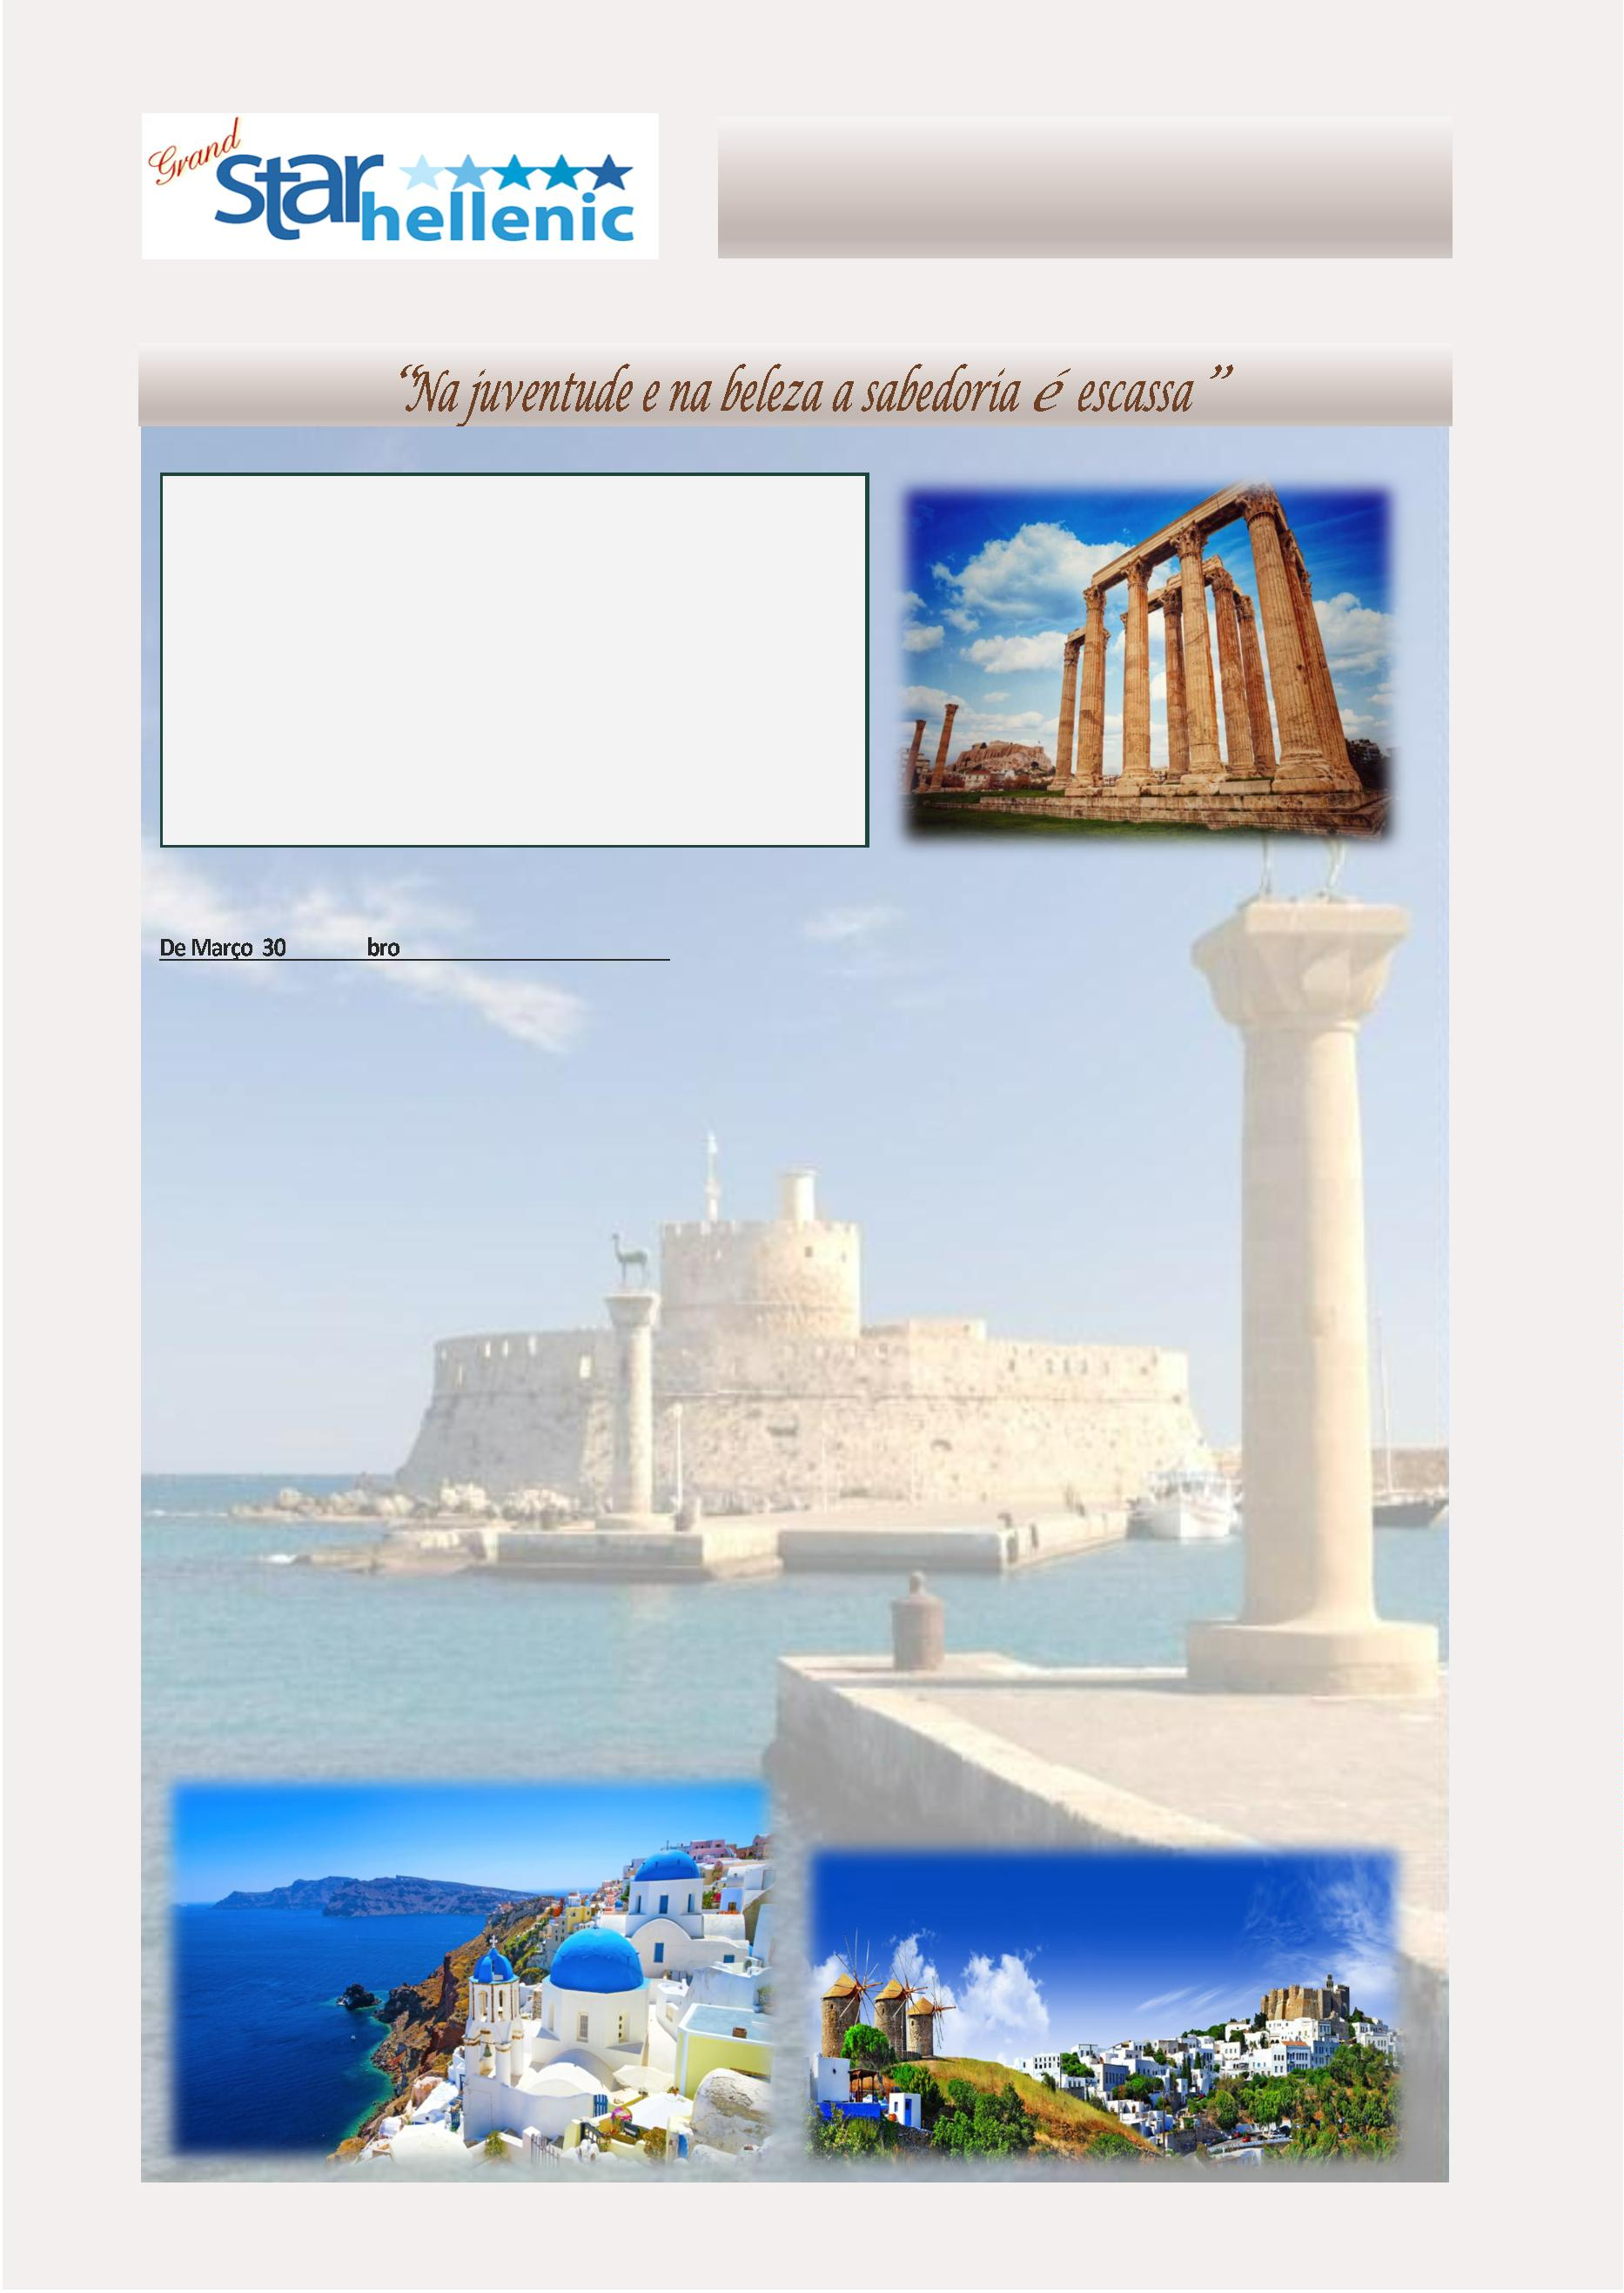 Grand
star
hellenic
“Na juventude e na beleza a sabedoria é escassa”
De Março 30 bro